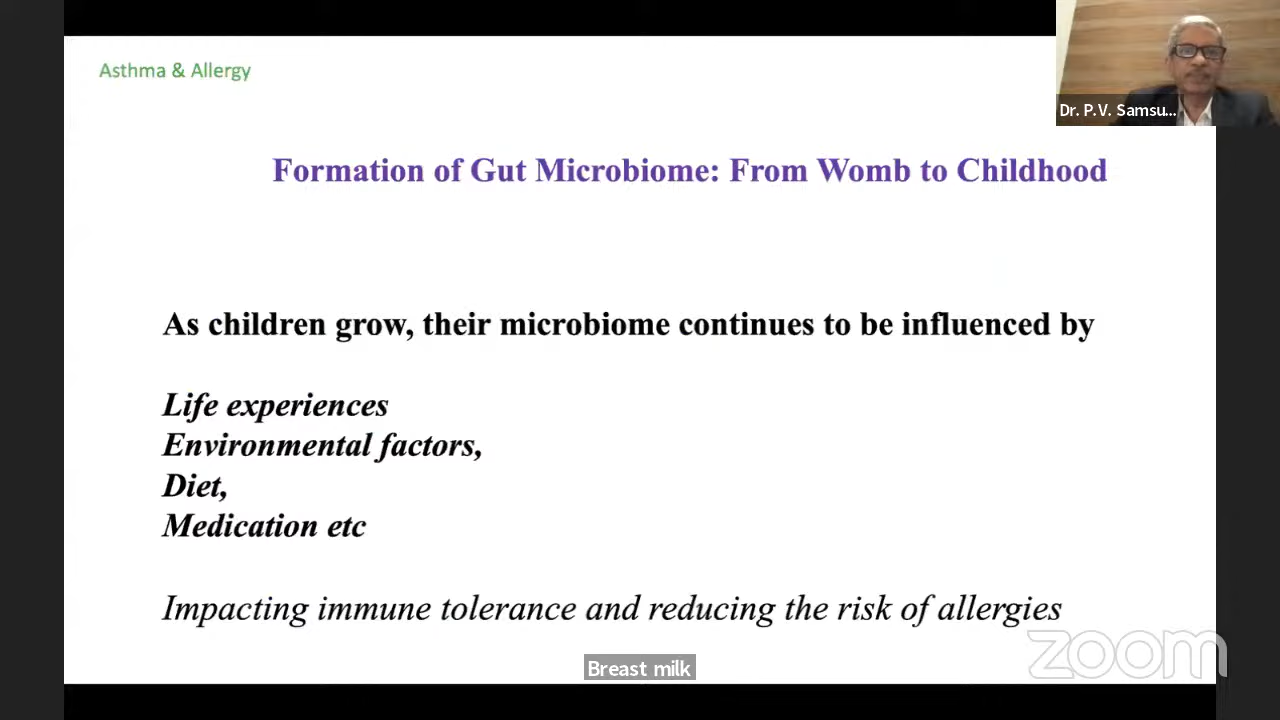 Asthma & Allergy
Dr. P.V. Samsu...
Formation of Gut Microbiome: From Womb to Childhood
As children grow, their microbiome continues to be influenced by
Life experiences
Environmental factors,
Diet,
Medication etc
Impacting immune tolerance and reducing the risk of allergies
zoom
Breast milk